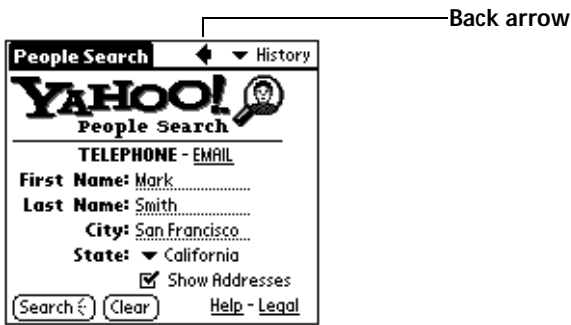 Back arrow
People Search History
YAHOO!
People Search
TELEPHONE - EMAIL
First Name: Mark
Last Name: Smith
City: San Francisco
State: California
Show Addresses
Search Clear Help - Legal